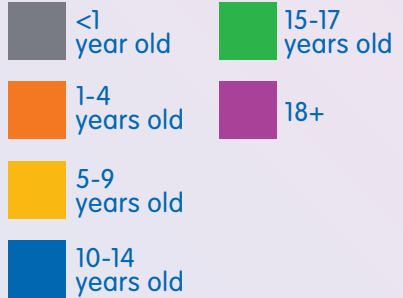 <1
year old
1-4
years old
5-9
years old
10-14
years old
15-17
years old
18+